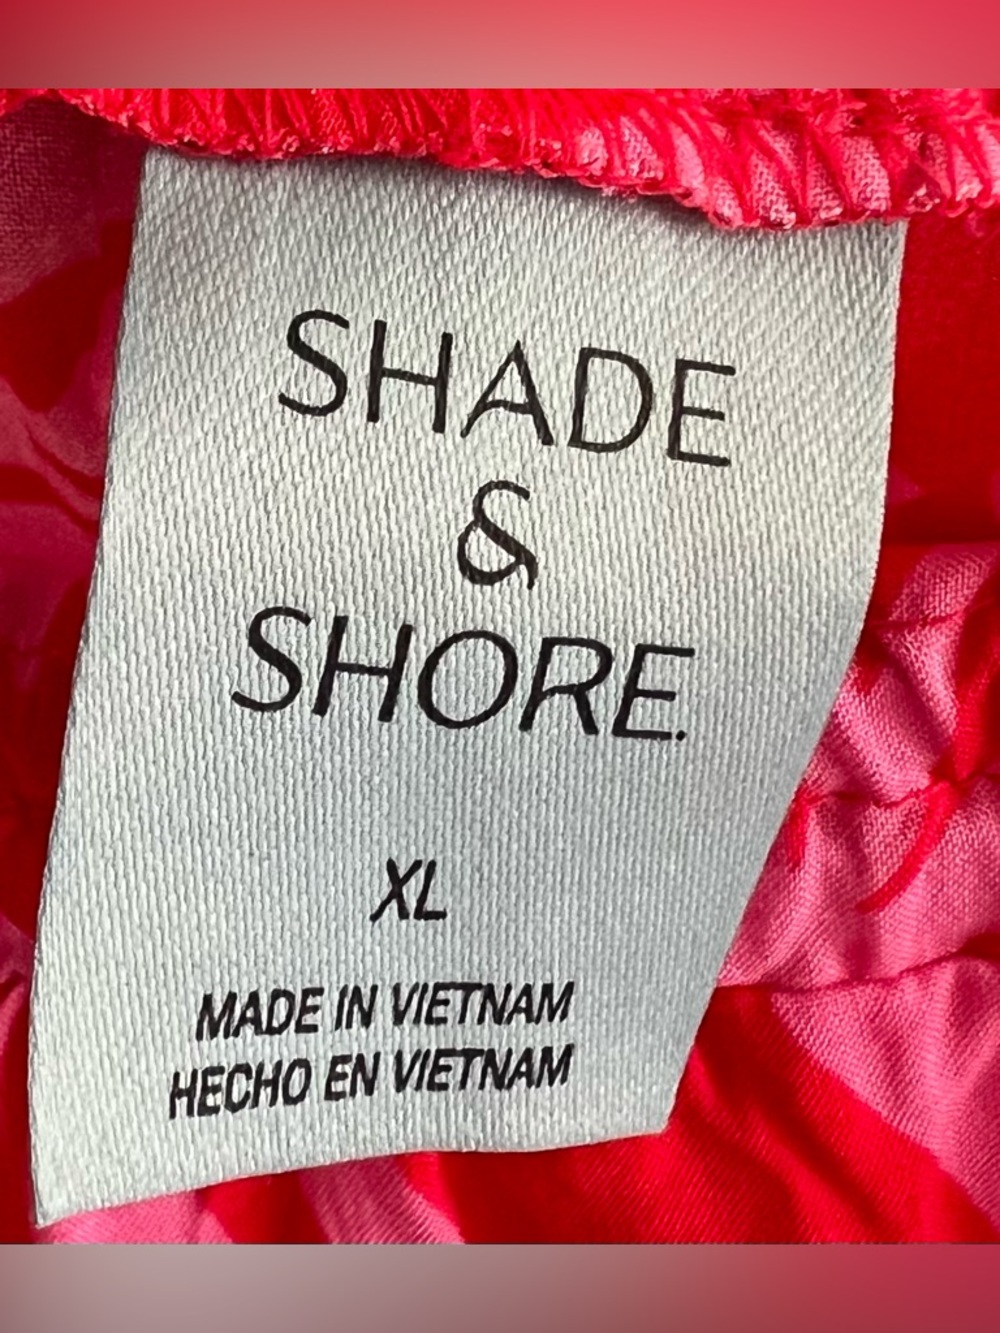 SHADE
&
SHORE.
XL
MADE IN VIETNAM
HECHO EN VIETNAM